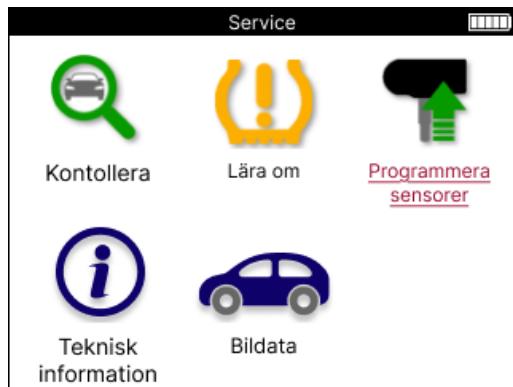 Service
Kontollera
Lära om
Programmera
sensorer
Teknisk
information
Bildata